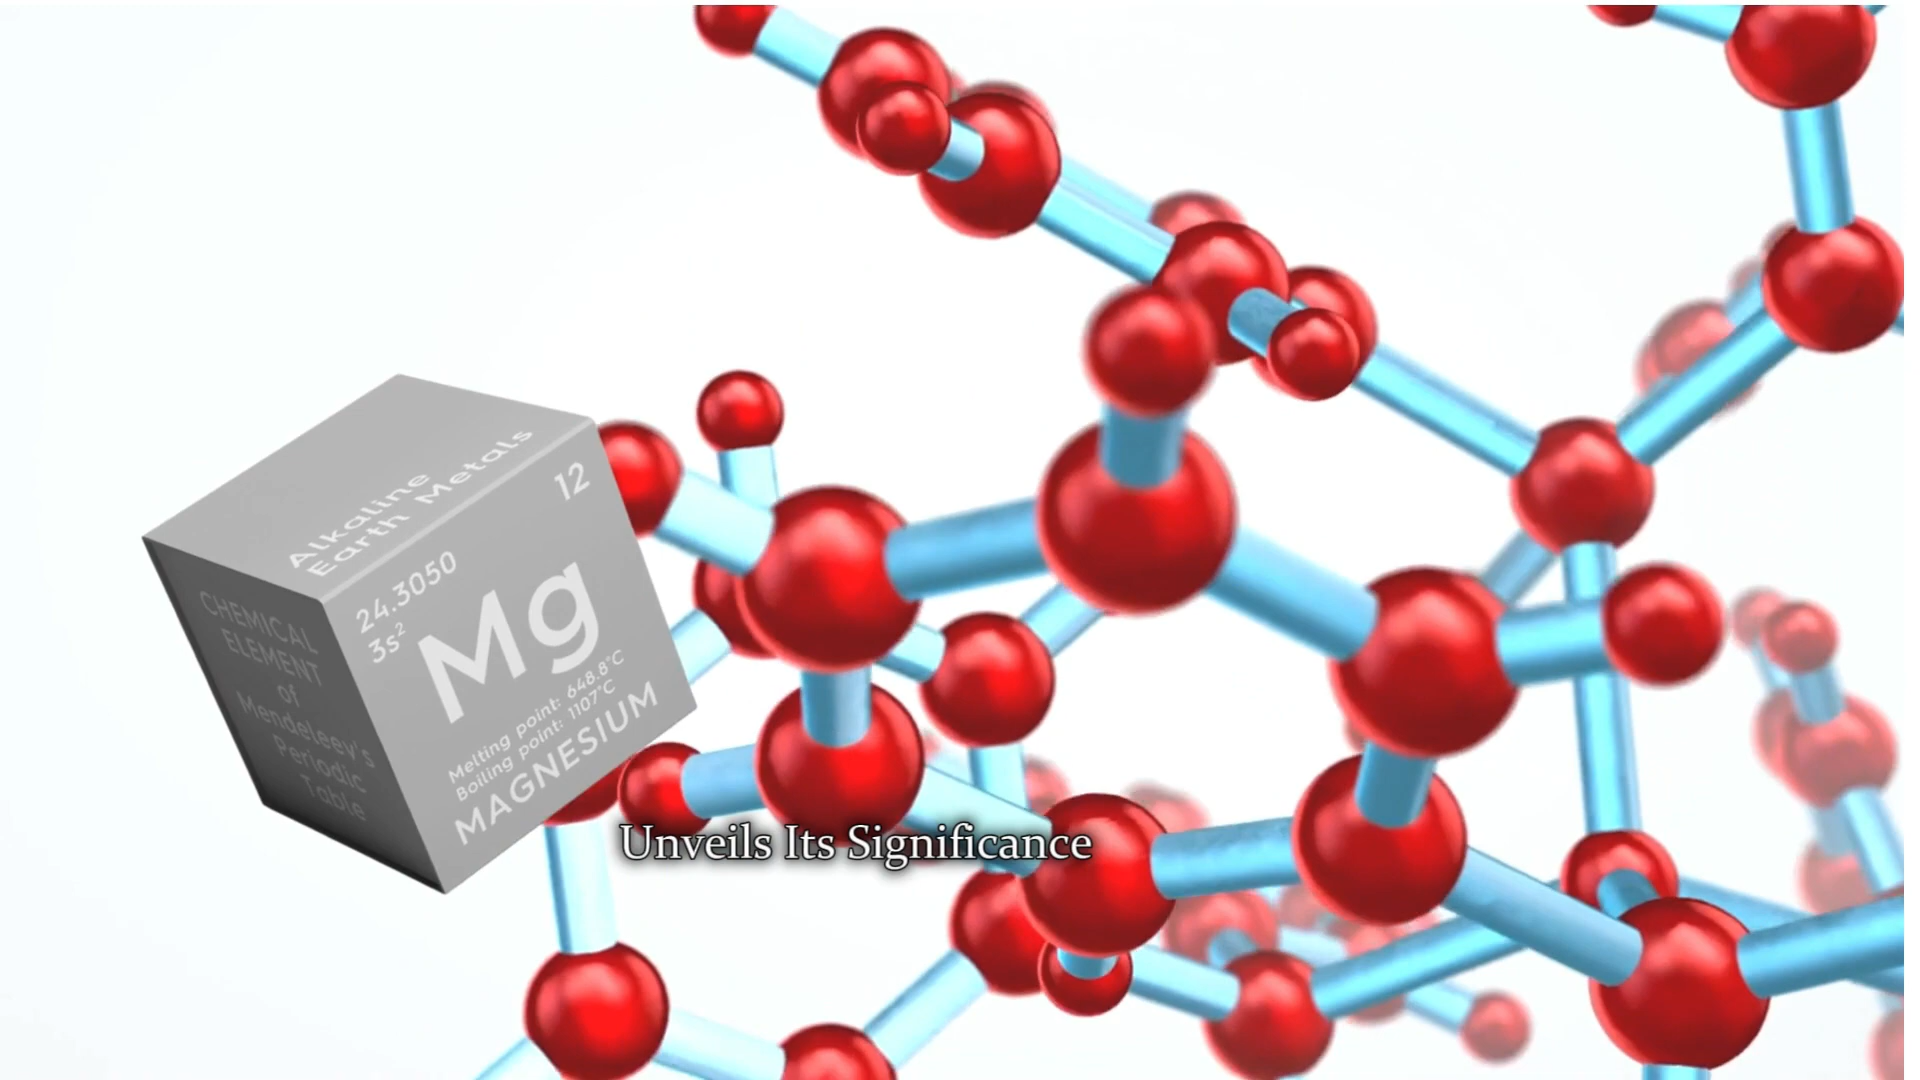 Alkaline
Earth Metals
12
24.3050
3s²
Mg
Melting point: 648.8°C
Boiling point: 1107°C
MAGNESIUM
CHEMICAL
ELEMENT
of
Mendeleev's
Periodic
Table
Unveils Its Significance